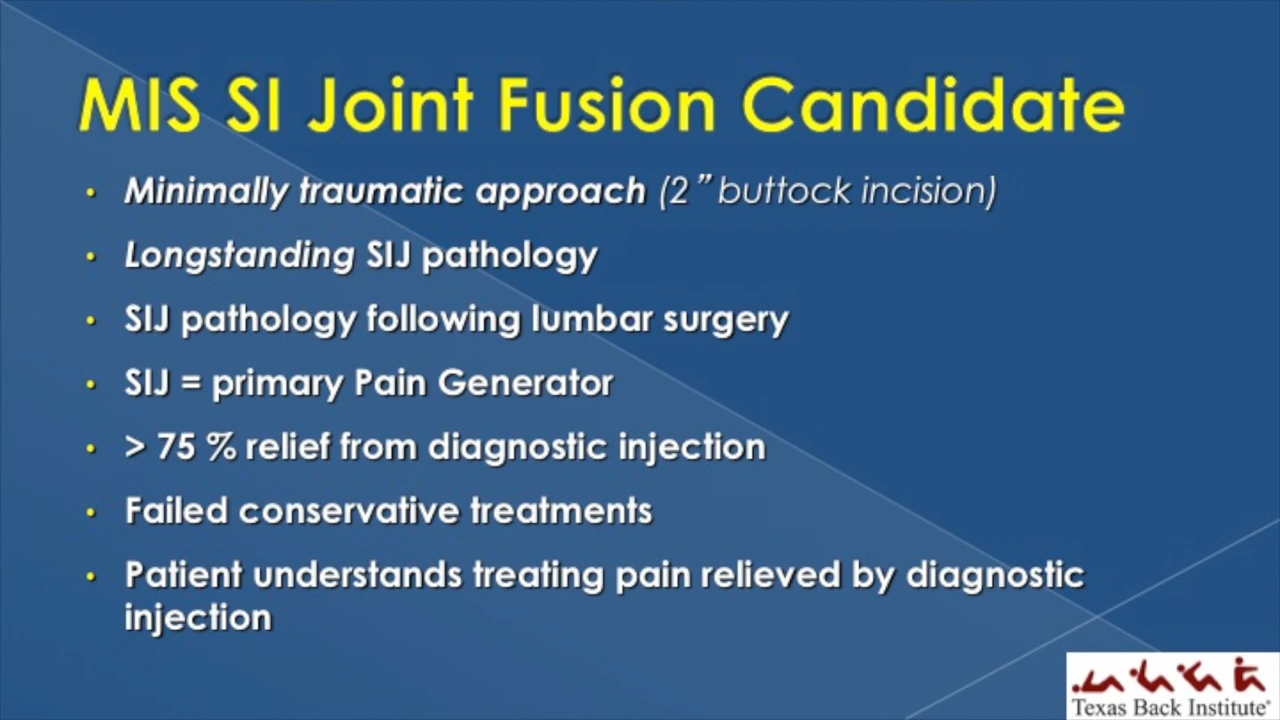 MIS SI Joint Fusion Candidate
• Minimally traumatic approach (2” buttock incision)
• Longstanding SIJ pathology
• SIJ pathology following lumbar surgery
• SIJ = primary Pain Generator
• > 75 % relief from diagnostic injection
• Failed conservative treatments
• Patient understands treating pain relieved by diagnostic
injection
Texas Back Institute®